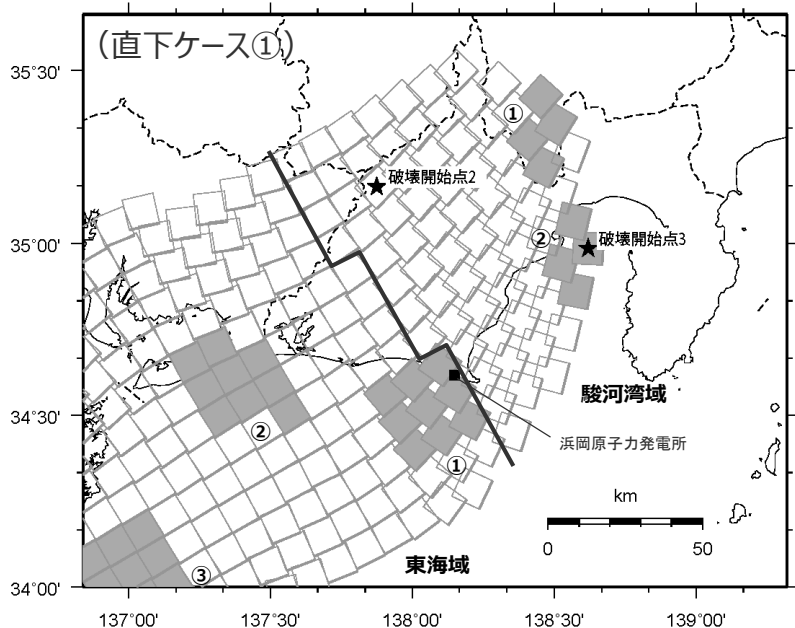 (直下ケース①)
35°30'
①
破壊開始点2
35°00'
②
破壊開始点3
駿河湾域
34°30'
②
浜岡原子力発電所
①
km
0 50
東海域
③
34°00'
137°00' 137°30' 138°00' 138°30' 139°00'